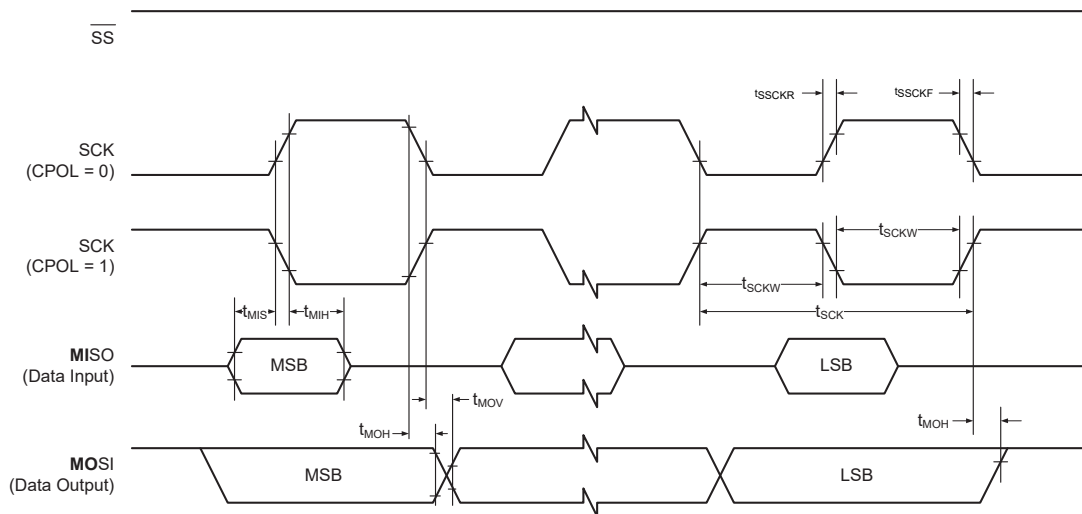 SS
tSSCKR
tSSCKF
SCK
(CPOL = 0)
SCK
(CPOL = 1)
tSCKW
tSCKW
tSCK
tMIS
tMIH
MISO
(Data Input)
MSB
LSB
tMOV
tMOH
tMOH
MOSI
(Data Output)
MSB
LSB